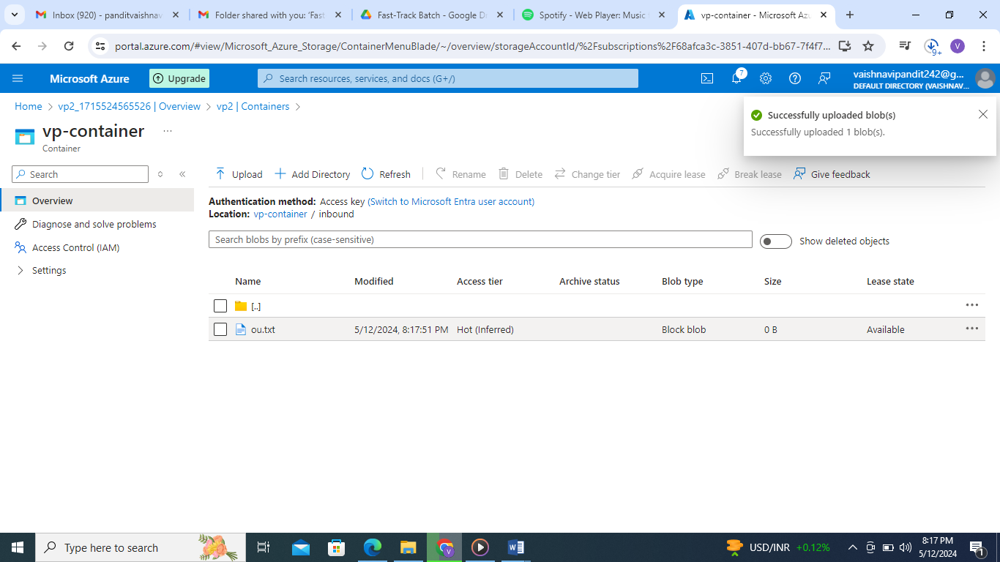 Inbox (920) - panditvaishnav
Folder shared with you: 'Fast
Fast-Track Batch - Google Dr
Spotify - Web Player: Music
vp-container - Microsoft Azu
portal.azure.com/#view/Microsoft_Azure_Storage/ContainerMenuBlade/~/overview/storageAccountId/%2Fsubscriptions%2F68afca3c-3851-407d-bb67-7f4f7...
9+
V
Microsoft Azure
Upgrade
Search resources, services, and docs (G+/)
7
vaishnavipandit242@g...
DEFAULT DIRECTORY (VAISHNAV...
Home > vp2_1715524565526 | Overview > vp2 | Containers >
Successfully uploaded blob(s)
Successfully uploaded 1 blob(s).
vp-container ...
Container
Search
Upload
Add Directory
Refresh
Rename
Delete
Change tier
Acquire lease
Break lease
Give feedback
Overview
Diagnose and solve problems
Access Control (IAM)
Settings
Authentication method: Access key (Switch to Microsoft Entra user account)
Location: vp-container / inbound
Search blobs by prefix (case-sensitive)
Show deleted objects
Name Modified Access tier Archive status Blob type Size Lease state
[..]
ou.txt 5/12/2024, 8:17:51 PM Hot (Inferred) Block blob 0 B Available
Type here to search
USD/INR +0.12%
8:17 PM
5/12/2024
1